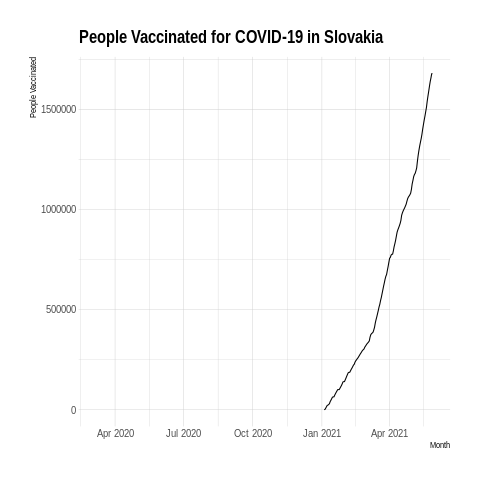 People Vaccinated for COVID-19 in Slovakia
People Vaccinated
1500000
1000000
500000
0
Apr 2020 Jul 2020 Oct 2020 Jan 2021 Apr 2021
Month